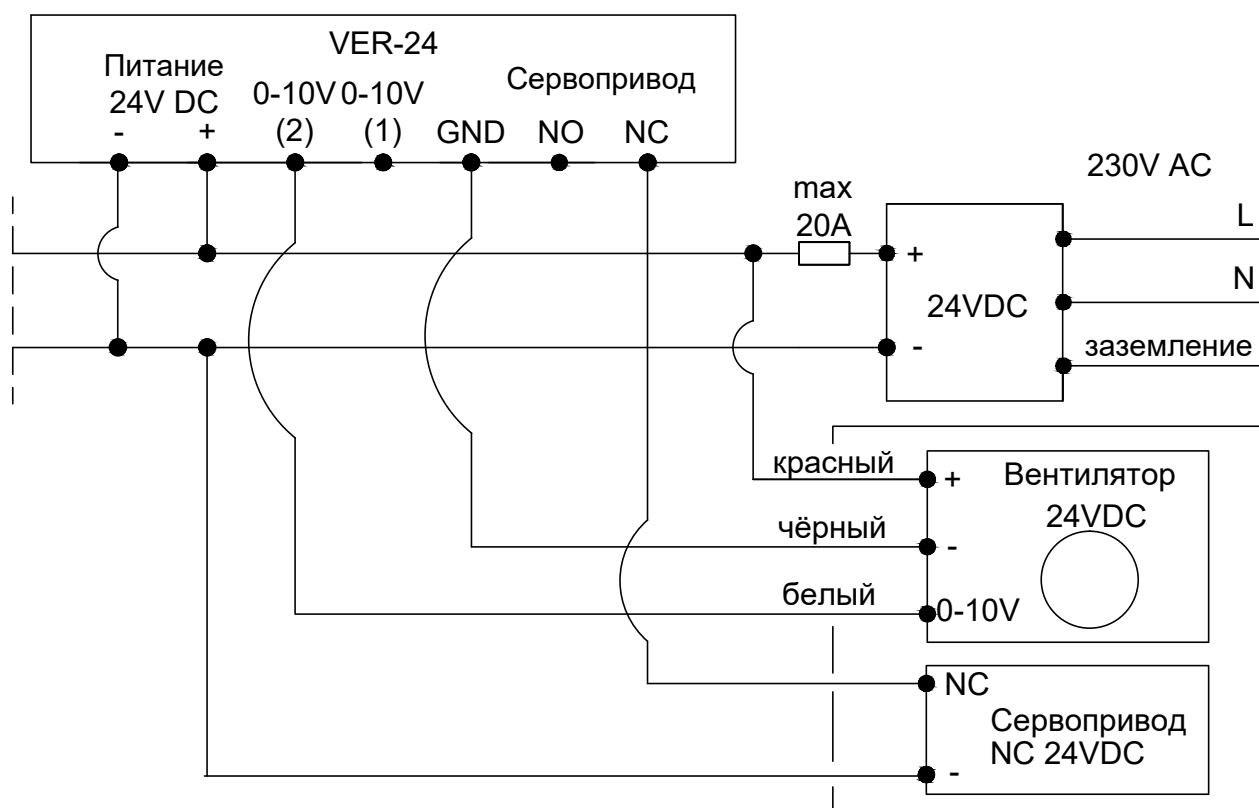 VER-24
Питание
24V DC
-
+
0-10V
(2)
0-10V
(1)
GND
Сервопривод
NO
NC
230V AC
max
20A
L
N
заземление
+
24VDC
-
красный
чёрный
белый
+
Вентилятор
24VDC
-
0-10V
NC
Сервопривод
NC 24VDC
-